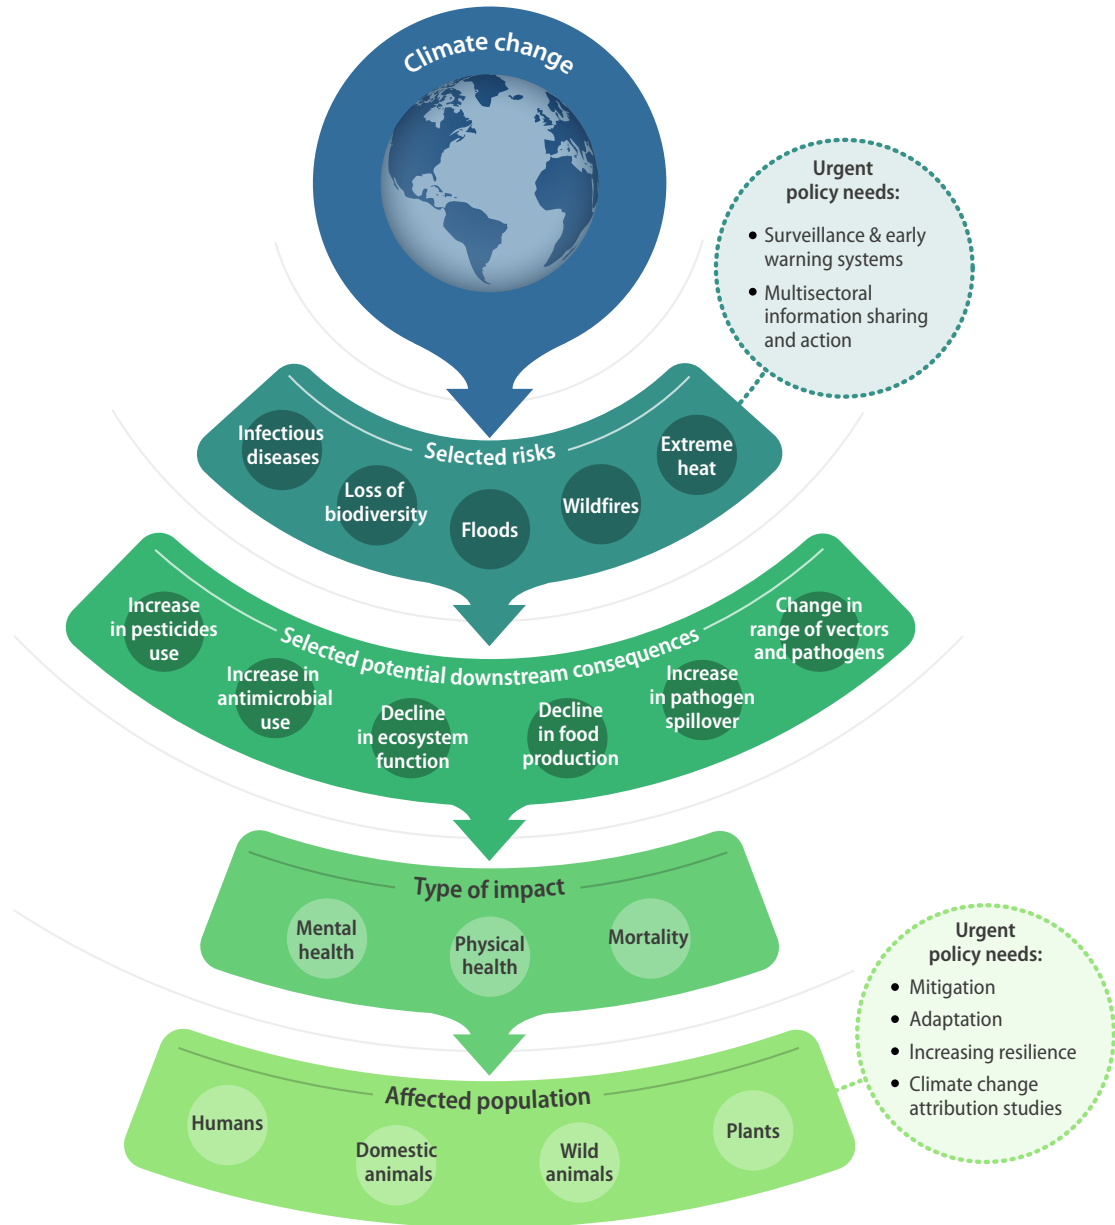 Climate change
Urgent
policy needs:
• Surveillance & early
warning systems
• Multisectoral
information sharing
and action
Selected risks
Infectious
diseases
Loss of
biodiversity
Floods
Wildfires
Extreme
heat
Selected potential downstream consequences
Increase
in pesticides
use
Increase in
antimicrobial
use
Decline
in ecosystem
function
Decline
in food
production
Increase
in pathogen
spillover
Change in
range of vectors
and pathogens
Type of impact
Mental
health
Physical
health
Mortality
Urgent
policy needs:
• Mitigation
• Adaptation
• Increasing resilience
• Climate change
attribution studies
Affected population
Humans
Domestic
animals
Wild
animals
Plants